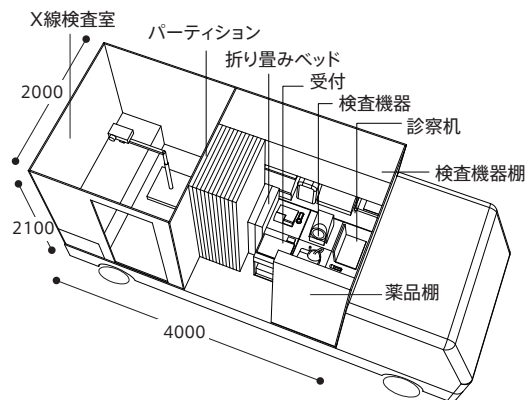 X線検査室
パーティション
折り畳みベッド
受付
検査機器
診察机
検査機器棚
2000
2100
4000
薬品棚